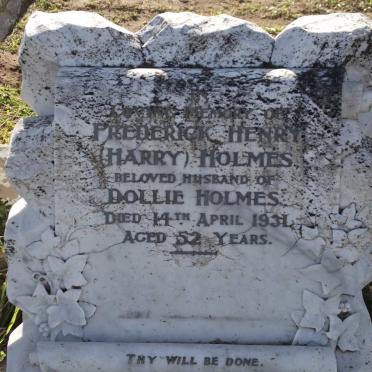 IN
LOVING MEMORY OF
FREDERICK HENRY
(HARRY) HOLMES
BELOVED HUSBAND OF
DOLLIE HOLMES.
DIED 14TH APRIL 1931.
AGED 52 YEARS.
THY WILL BE DONE.